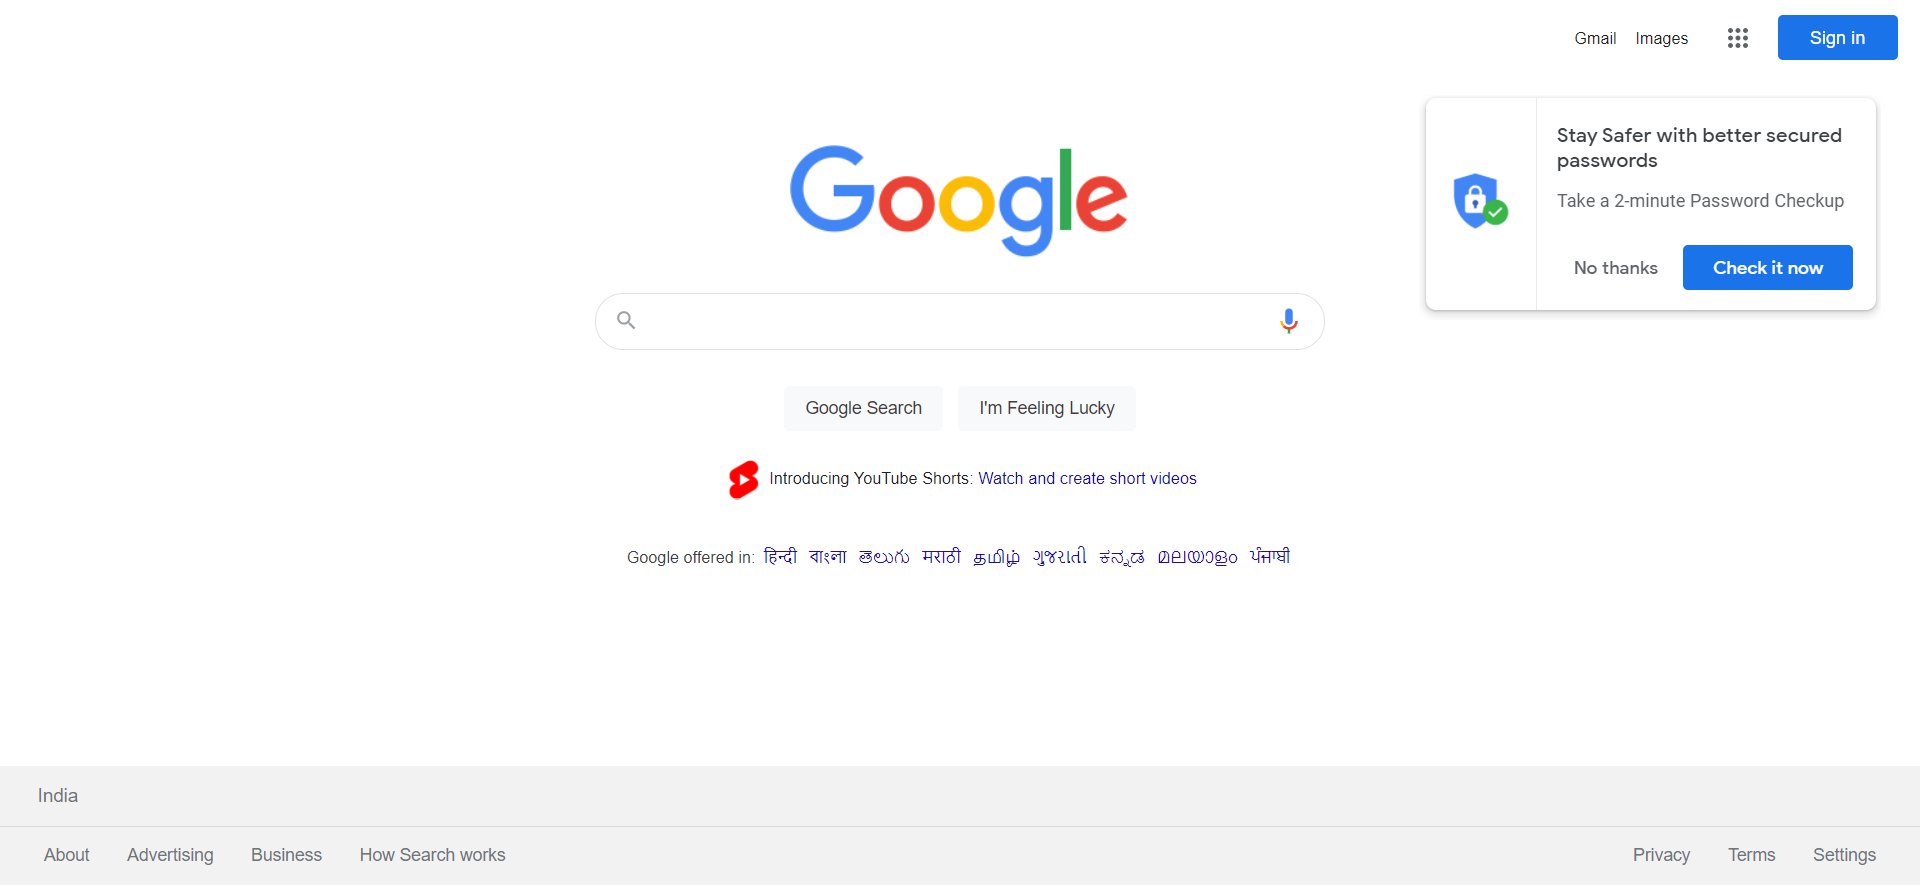 Gmail Images Sign in
Stay Safer with better secured
passwords
Take a 2-minute Password Checkup
No thanks Check it now
Google
Google Search I'm Feeling Lucky
Introducing YouTube Shorts: Watch and create short videos
Google offered in: हिन्दी বাংলা తెలుగు मराठी தமிழ் ગુજરાતી ಕನ್ನಡ മലയാളം ਪੰਜਾਬੀ
India
About Advertising Business How Search works Privacy Terms Settings